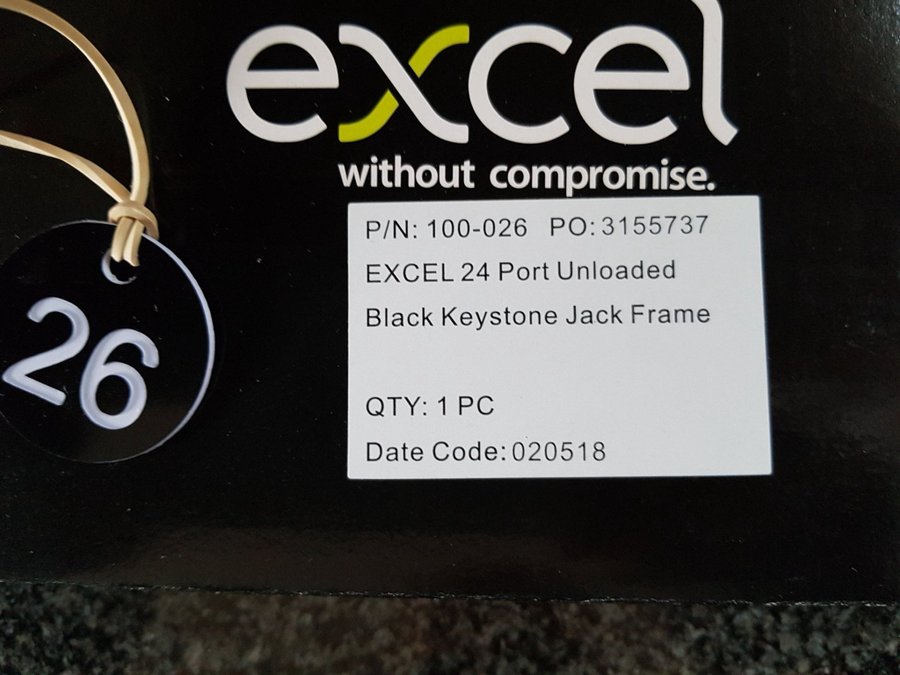 excel
without compromise.
P/N: 100-026 PO:3155737
EXCEL 24 Port Unloaded
Black Keystone Jack Frame
QTY: 1 PC
Date Code:020518
26